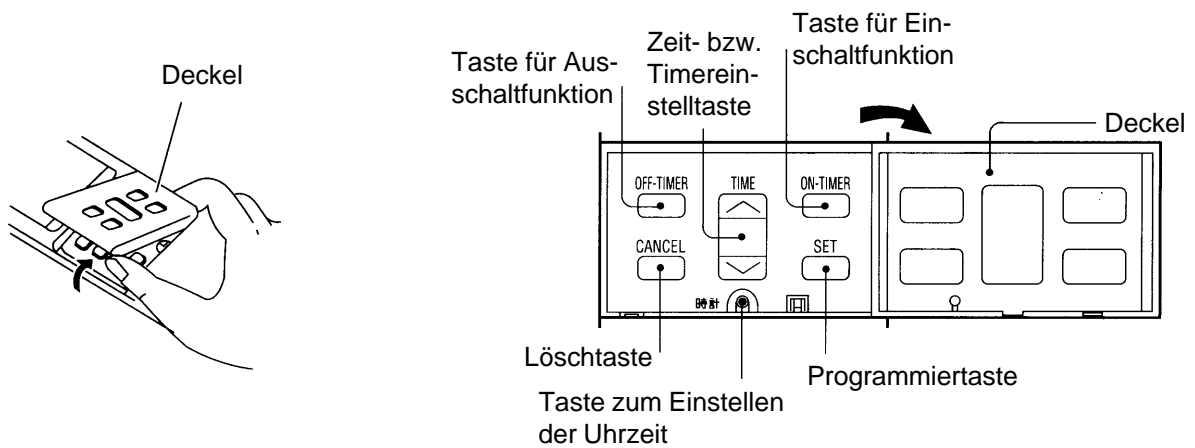 Deckel
Taste für Aus-
schaltfunktion
Zeit- bzw.
Timerein-
stelltaste
Taste für Ein-
schaltfunktion
Deckel
OFF-TIMER
TIME
ON-TIMER
CANCEL
SET
時計
Löschtaste
Programmiertaste
Taste zum Einstellen
der Uhrzeit